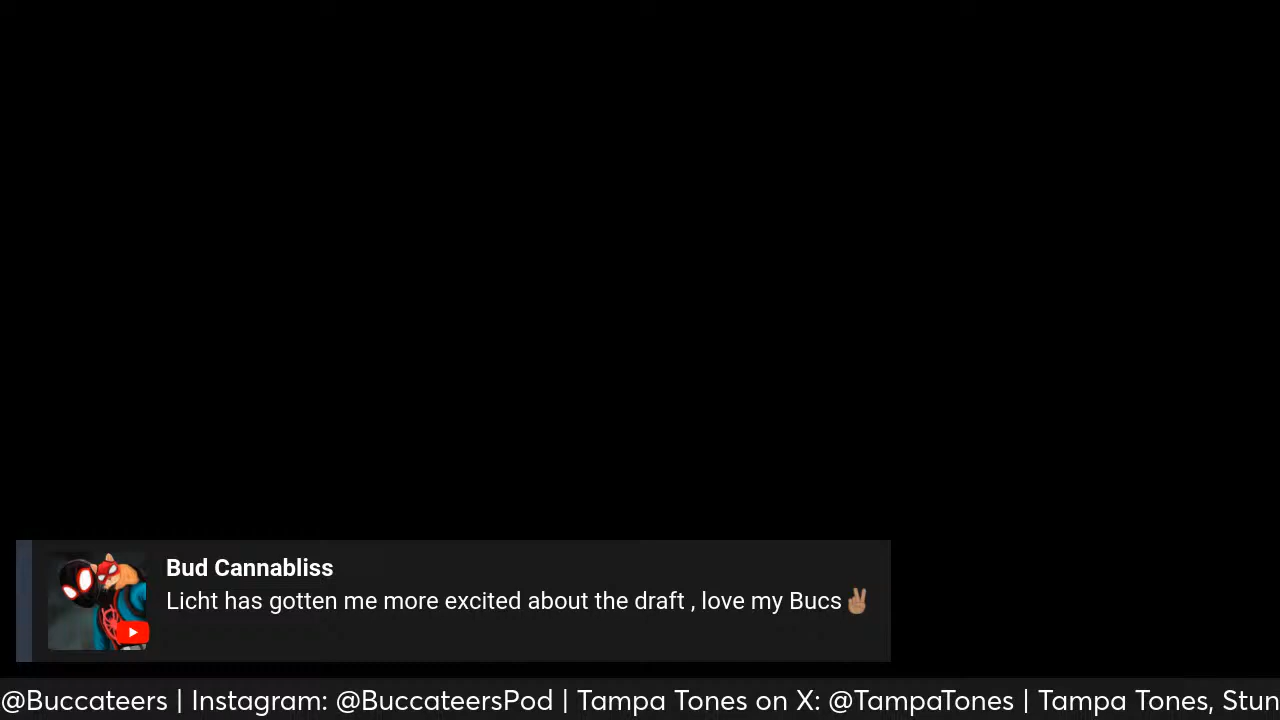 Bud Cannabliss
Licht has gotten me more excited about the draft , love my Bucs✌🏽
@Buccateers | Instagram: @BuccateersPod | Tampa Tones on X: @TampaTones | Tampa Tones, Stun